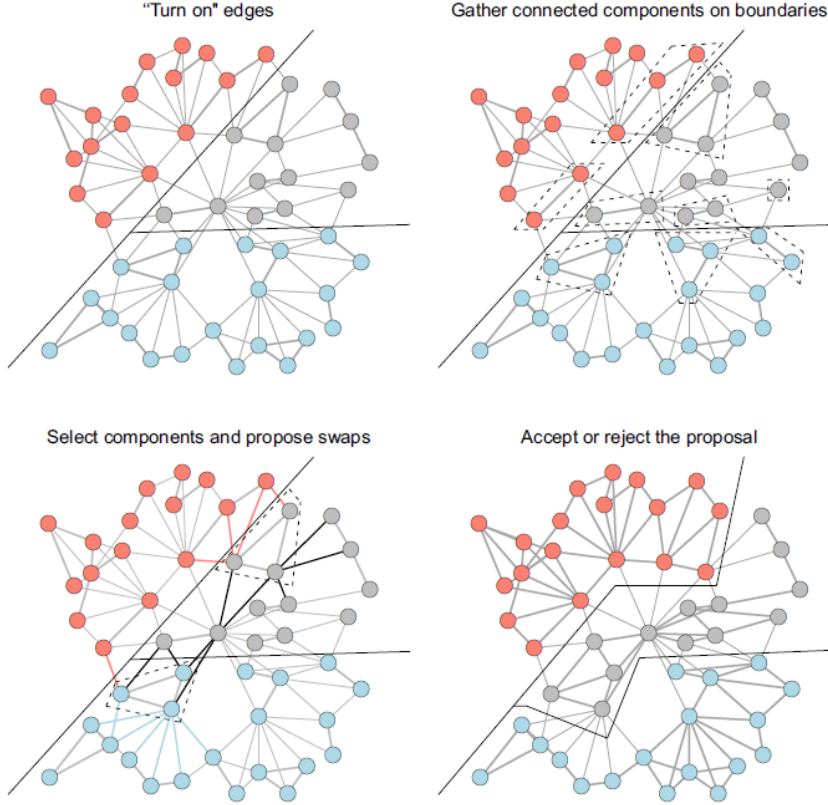 “Turn on" edges
Gather connected components on boundaries
Select components and propose swaps
Accept or reject the proposal